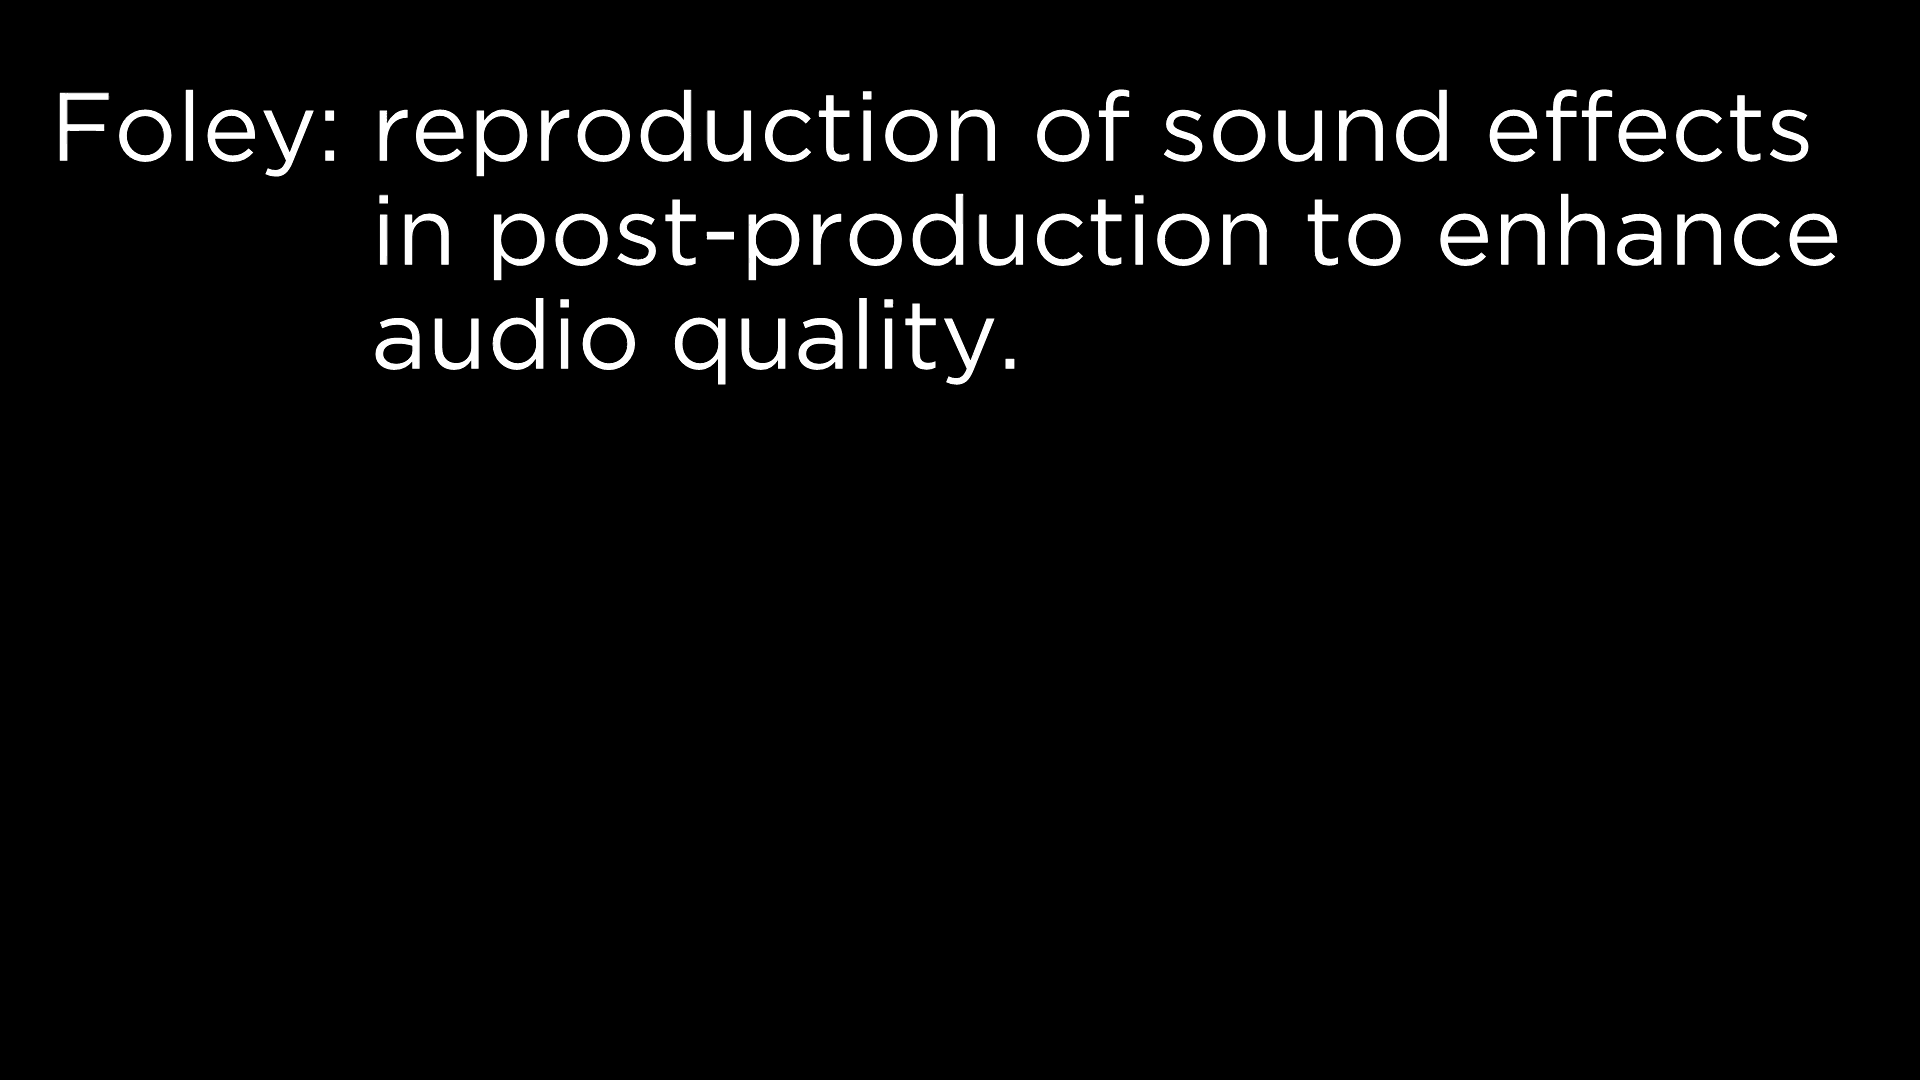 Foley: reproduction of sound effects
in post-production to enhance
audio quality.